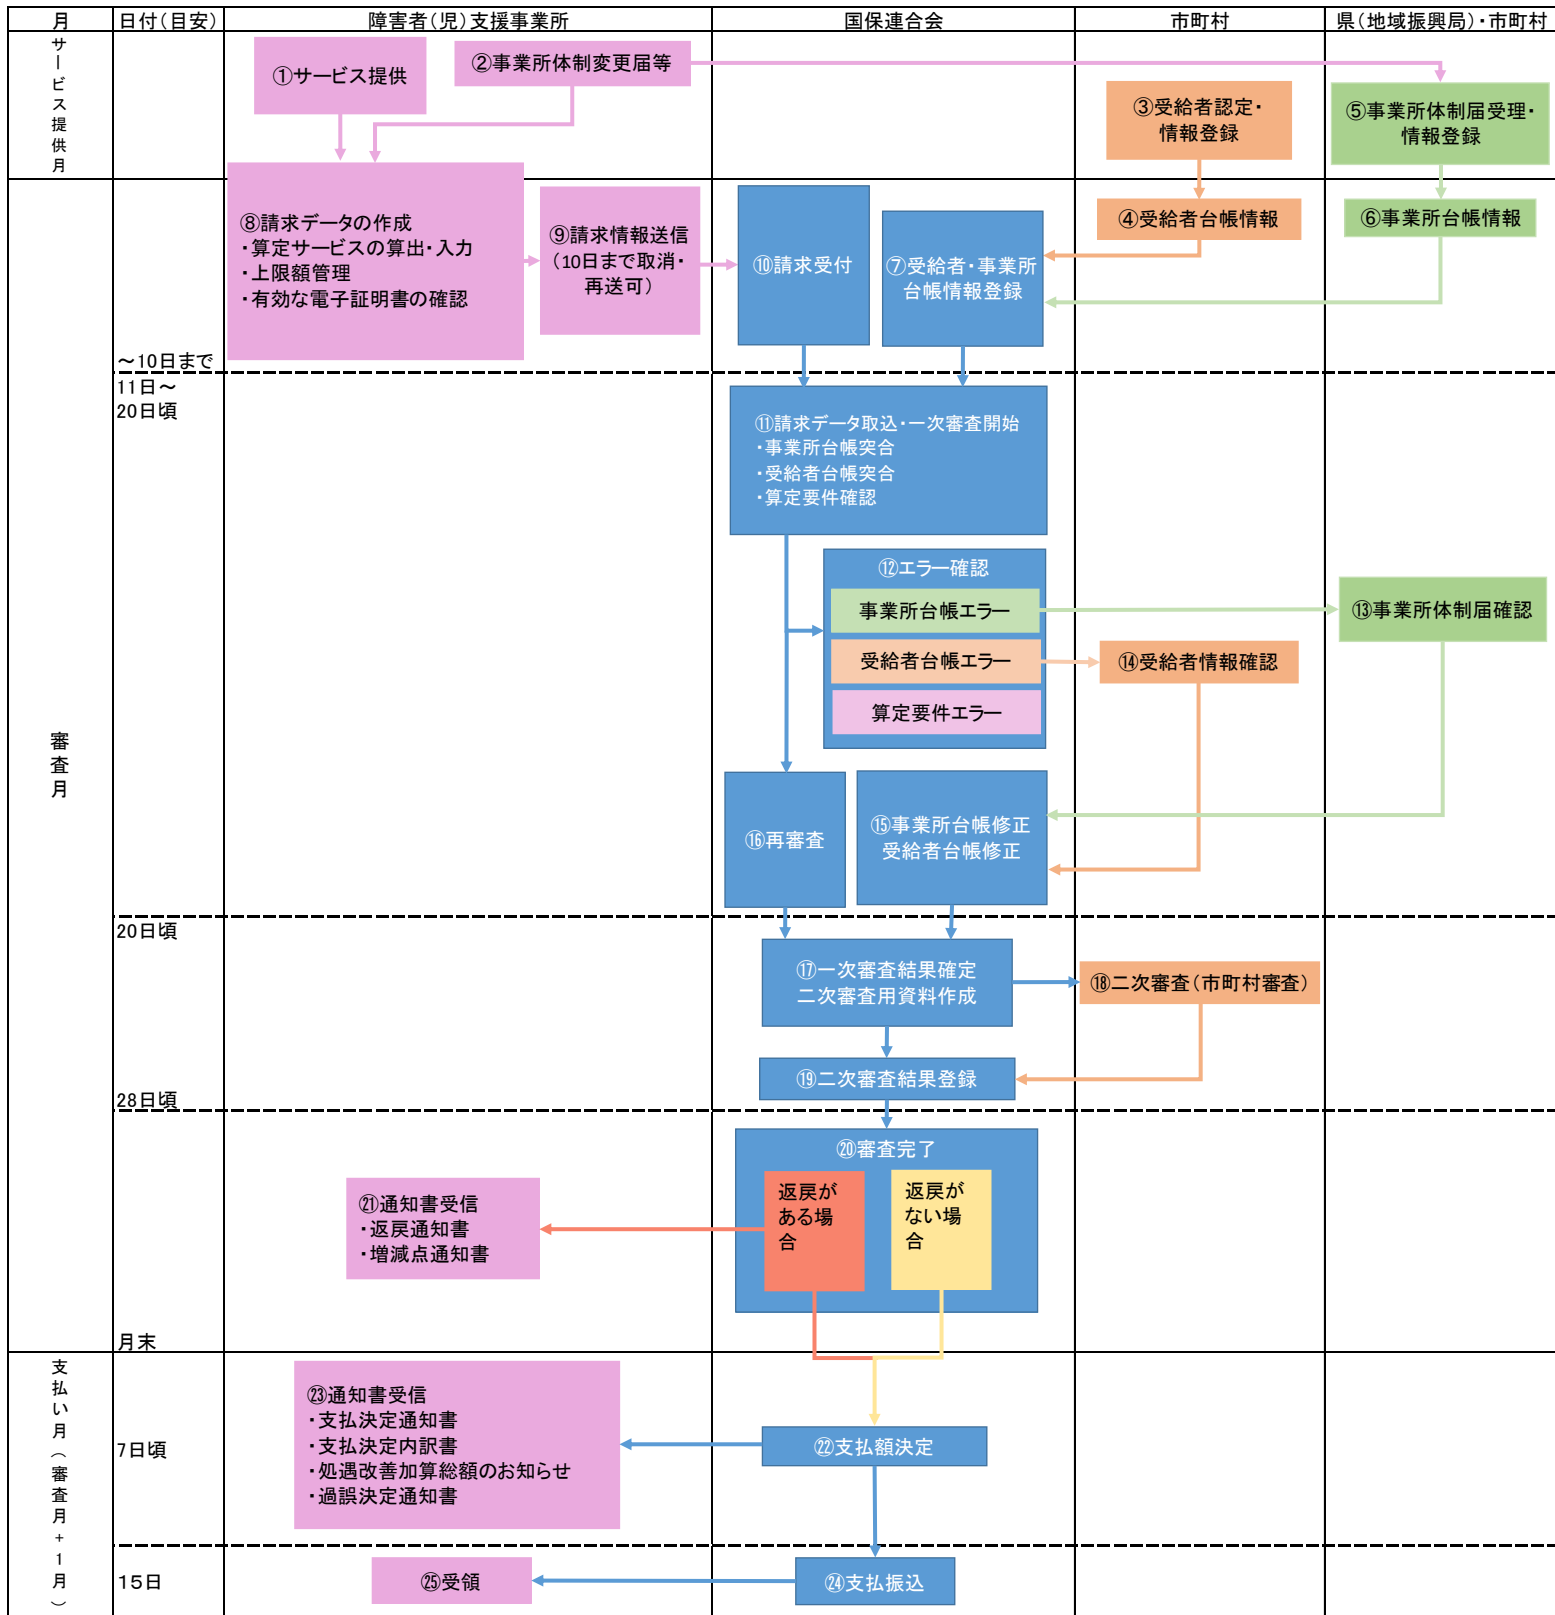 月
日付（目安）
障害者（児）支援事業所
国保連合会
市町村
県（地域振興局）・市町村
サービス提供月
①サービス提供
②事業所体制変更届等
③受給者認定・
情報登録
⑤事業所体制届受理・
情報登録
審査月
～10日まで
⑧請求データの作成
・算定サービスの算出・入力
・上限額管理
・有効な電子証明書の確認
⑨請求情報送信
（10日まで取消・
再送可）
⑩請求受付
⑦受給者・事業所
台帳情報登録
④受給者台帳情報
⑥事業所台帳情報
11日～
20日頃
⑪請求データ取込・一次審査開始
・事業所台帳突合
・受給者台帳突合
・算定要件確認
⑫エラー確認
事業所台帳エラー
受給者台帳エラー
算定要件エラー
⑬事業所体制届確認
⑭受給者情報確認
⑯再審査
⑮事業所台帳修正
受給者台帳修正
20日頃
⑰一次審査結果確定
二次審査用資料作成
⑱二次審査（市町村審査）
⑲二次審査結果登録
28日頃
⑳審査完了
返戻が
ある場
合
返戻が
ない場
合
㉑通知書受信
・返戻通知書
・増減点通知書
月末
支払い月（審査月+1月）
7日頃
㉓通知書受信
・支払決定通知書
・支払決定内訳書
・処遇改善加算総額のお知らせ
・過誤決定通知書
㉒支払額決定
15日
㉕受領
㉔支払振込